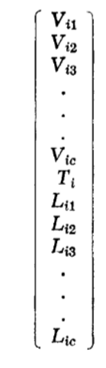 V_{i1}
V_{i2}
V_{i3}
.
.
.
V_{ic}
T_i
L_{i1}
L_{i2}
L_{i3}
.
.
.
L_{ic}